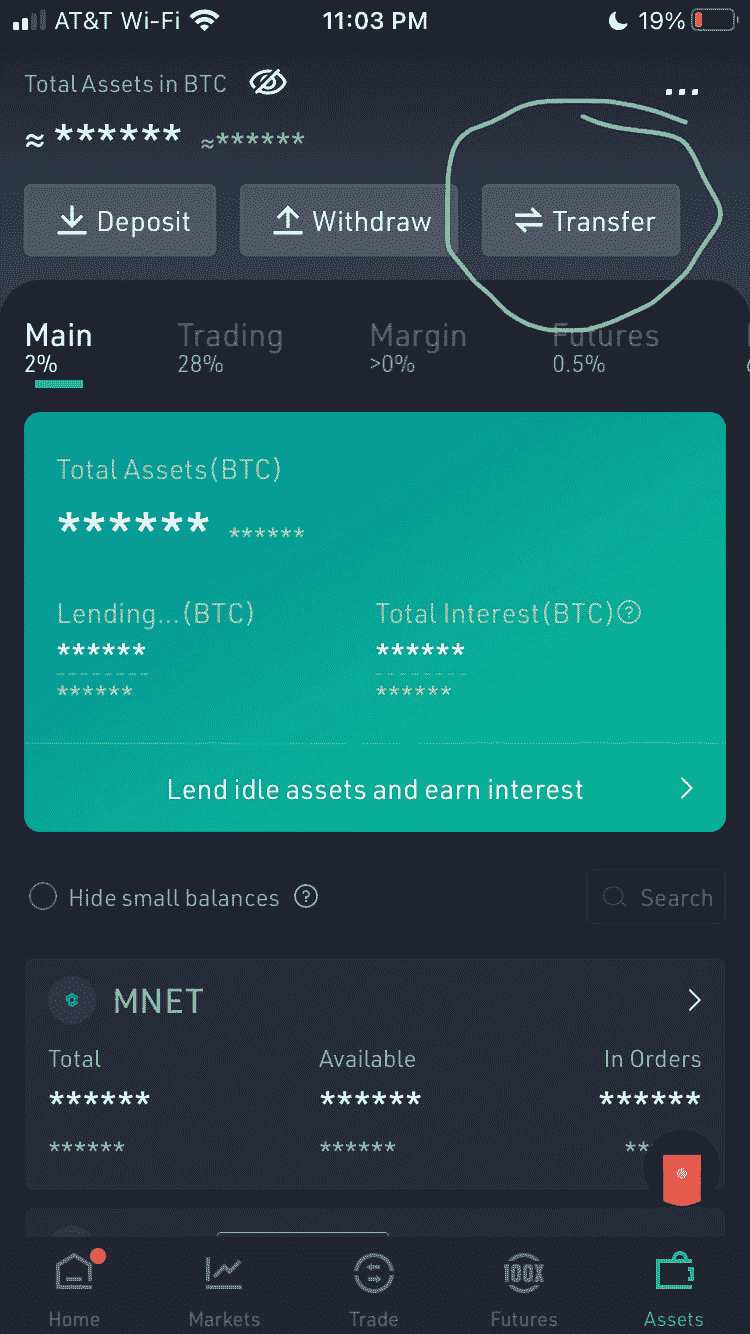 AT&T Wi-Fi 11:03 PM 19%
Total Assets in BTC
...
≈ ****** ≈******
Deposit Withdraw Transfer
Main Trading Margin Futures
2% 28% >0% 0.5%
Total Assets(BTC)
****** ******
Lending...(BTC) Total Interest(BTC)?
****** ******
****** ******
Lend idle assets and earn interest >
Hide small balances ? Search
MNET >
Total Available In Orders
****** ****** ******
****** ****** **
100X
Home Markets Trade Futures Assets